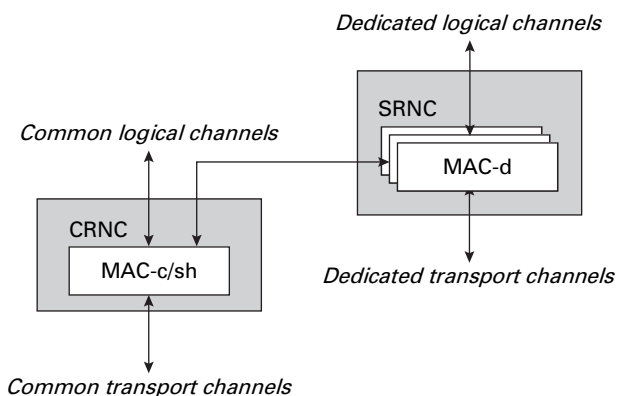 Dedicated logical channels
SRNC
Common logical channels
MAC-d
CRNC
MAC-c/sh
Dedicated transport channels
Common transport channels